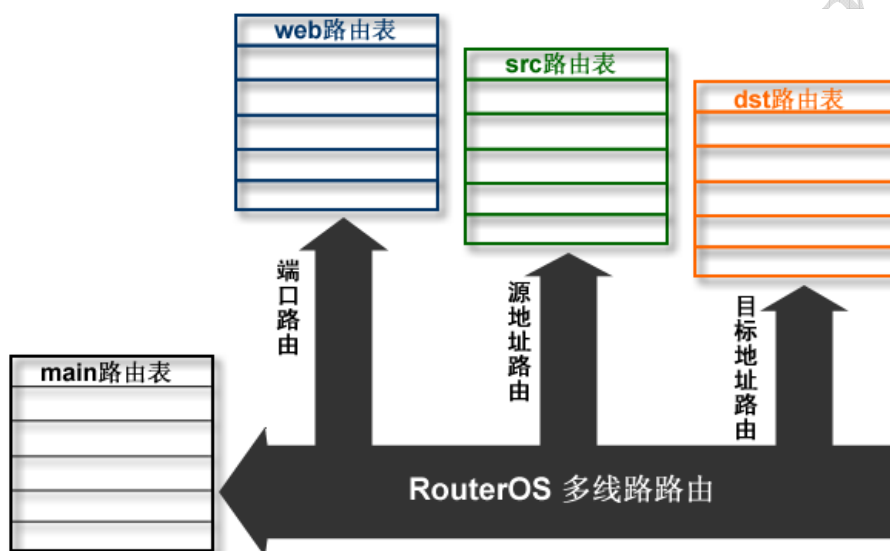 web路由表
src路由表
dst路由表
端口路由
源地址路由
目标地址路由
main路由表
RouterOS 多线路路由